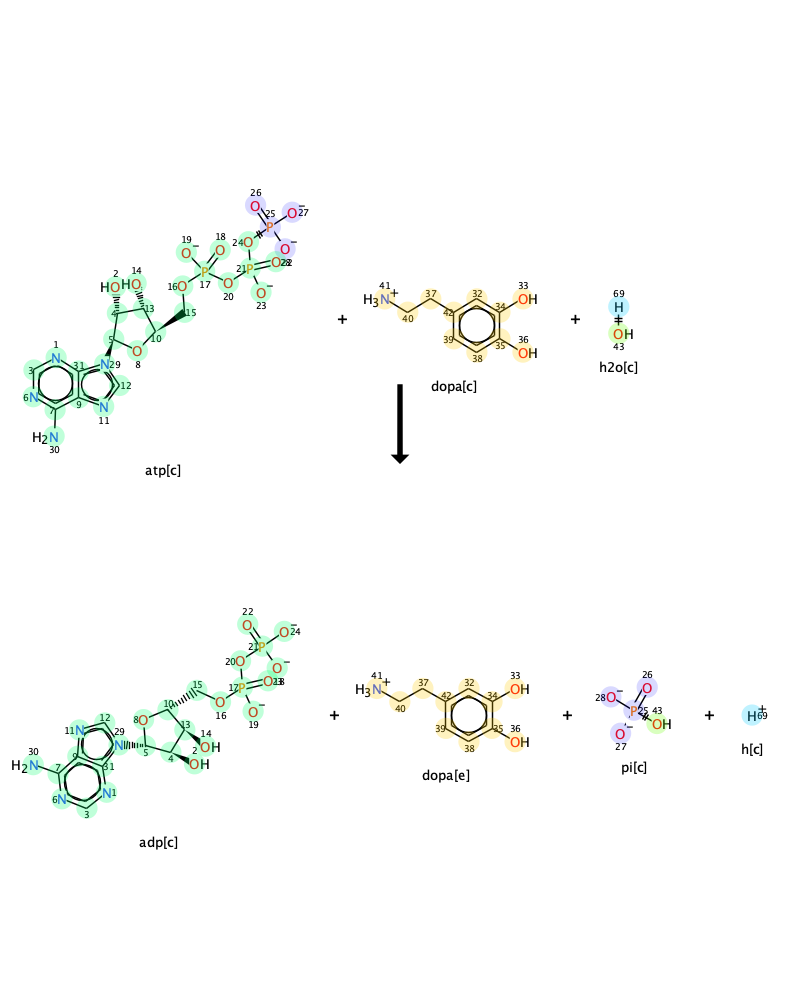 26
25
O
O⁻ 27
P
19 18 24 O O⁻
O⁻ O 21 P O 28 22
2 14 P 17 O 20 O⁻ 23
HO HO 16 O
4 13 15
5 10
O 8
1 N 31 N 29
3 12
6 N 7 9 N 11
H₂N 30
atp[c]
+
41 H₃N⁺ 40 37 42 32 34 33 OH
39 38 35 36 OH
dopa[c]
+
69 H
OH 43
h2o[c]
22 O O⁻ 24
21 P
20 O O⁻
15 17 P O 23 18
10 O 16 O⁻ 19
8 O 13
12 14 OH
11 N 29 N 5 4 2 OH
30 H₂N 7 9 31
6 N N 1
3
adp[c]
+
41 H₃N⁺ 40 37 42 32 34 33 OH
39 38 35 36 OH
dopa[e]
+
26 O
28 O⁻ P 25 43 OH
O⁻ 27
pi[c]
+
H⁺ 69
h[c]